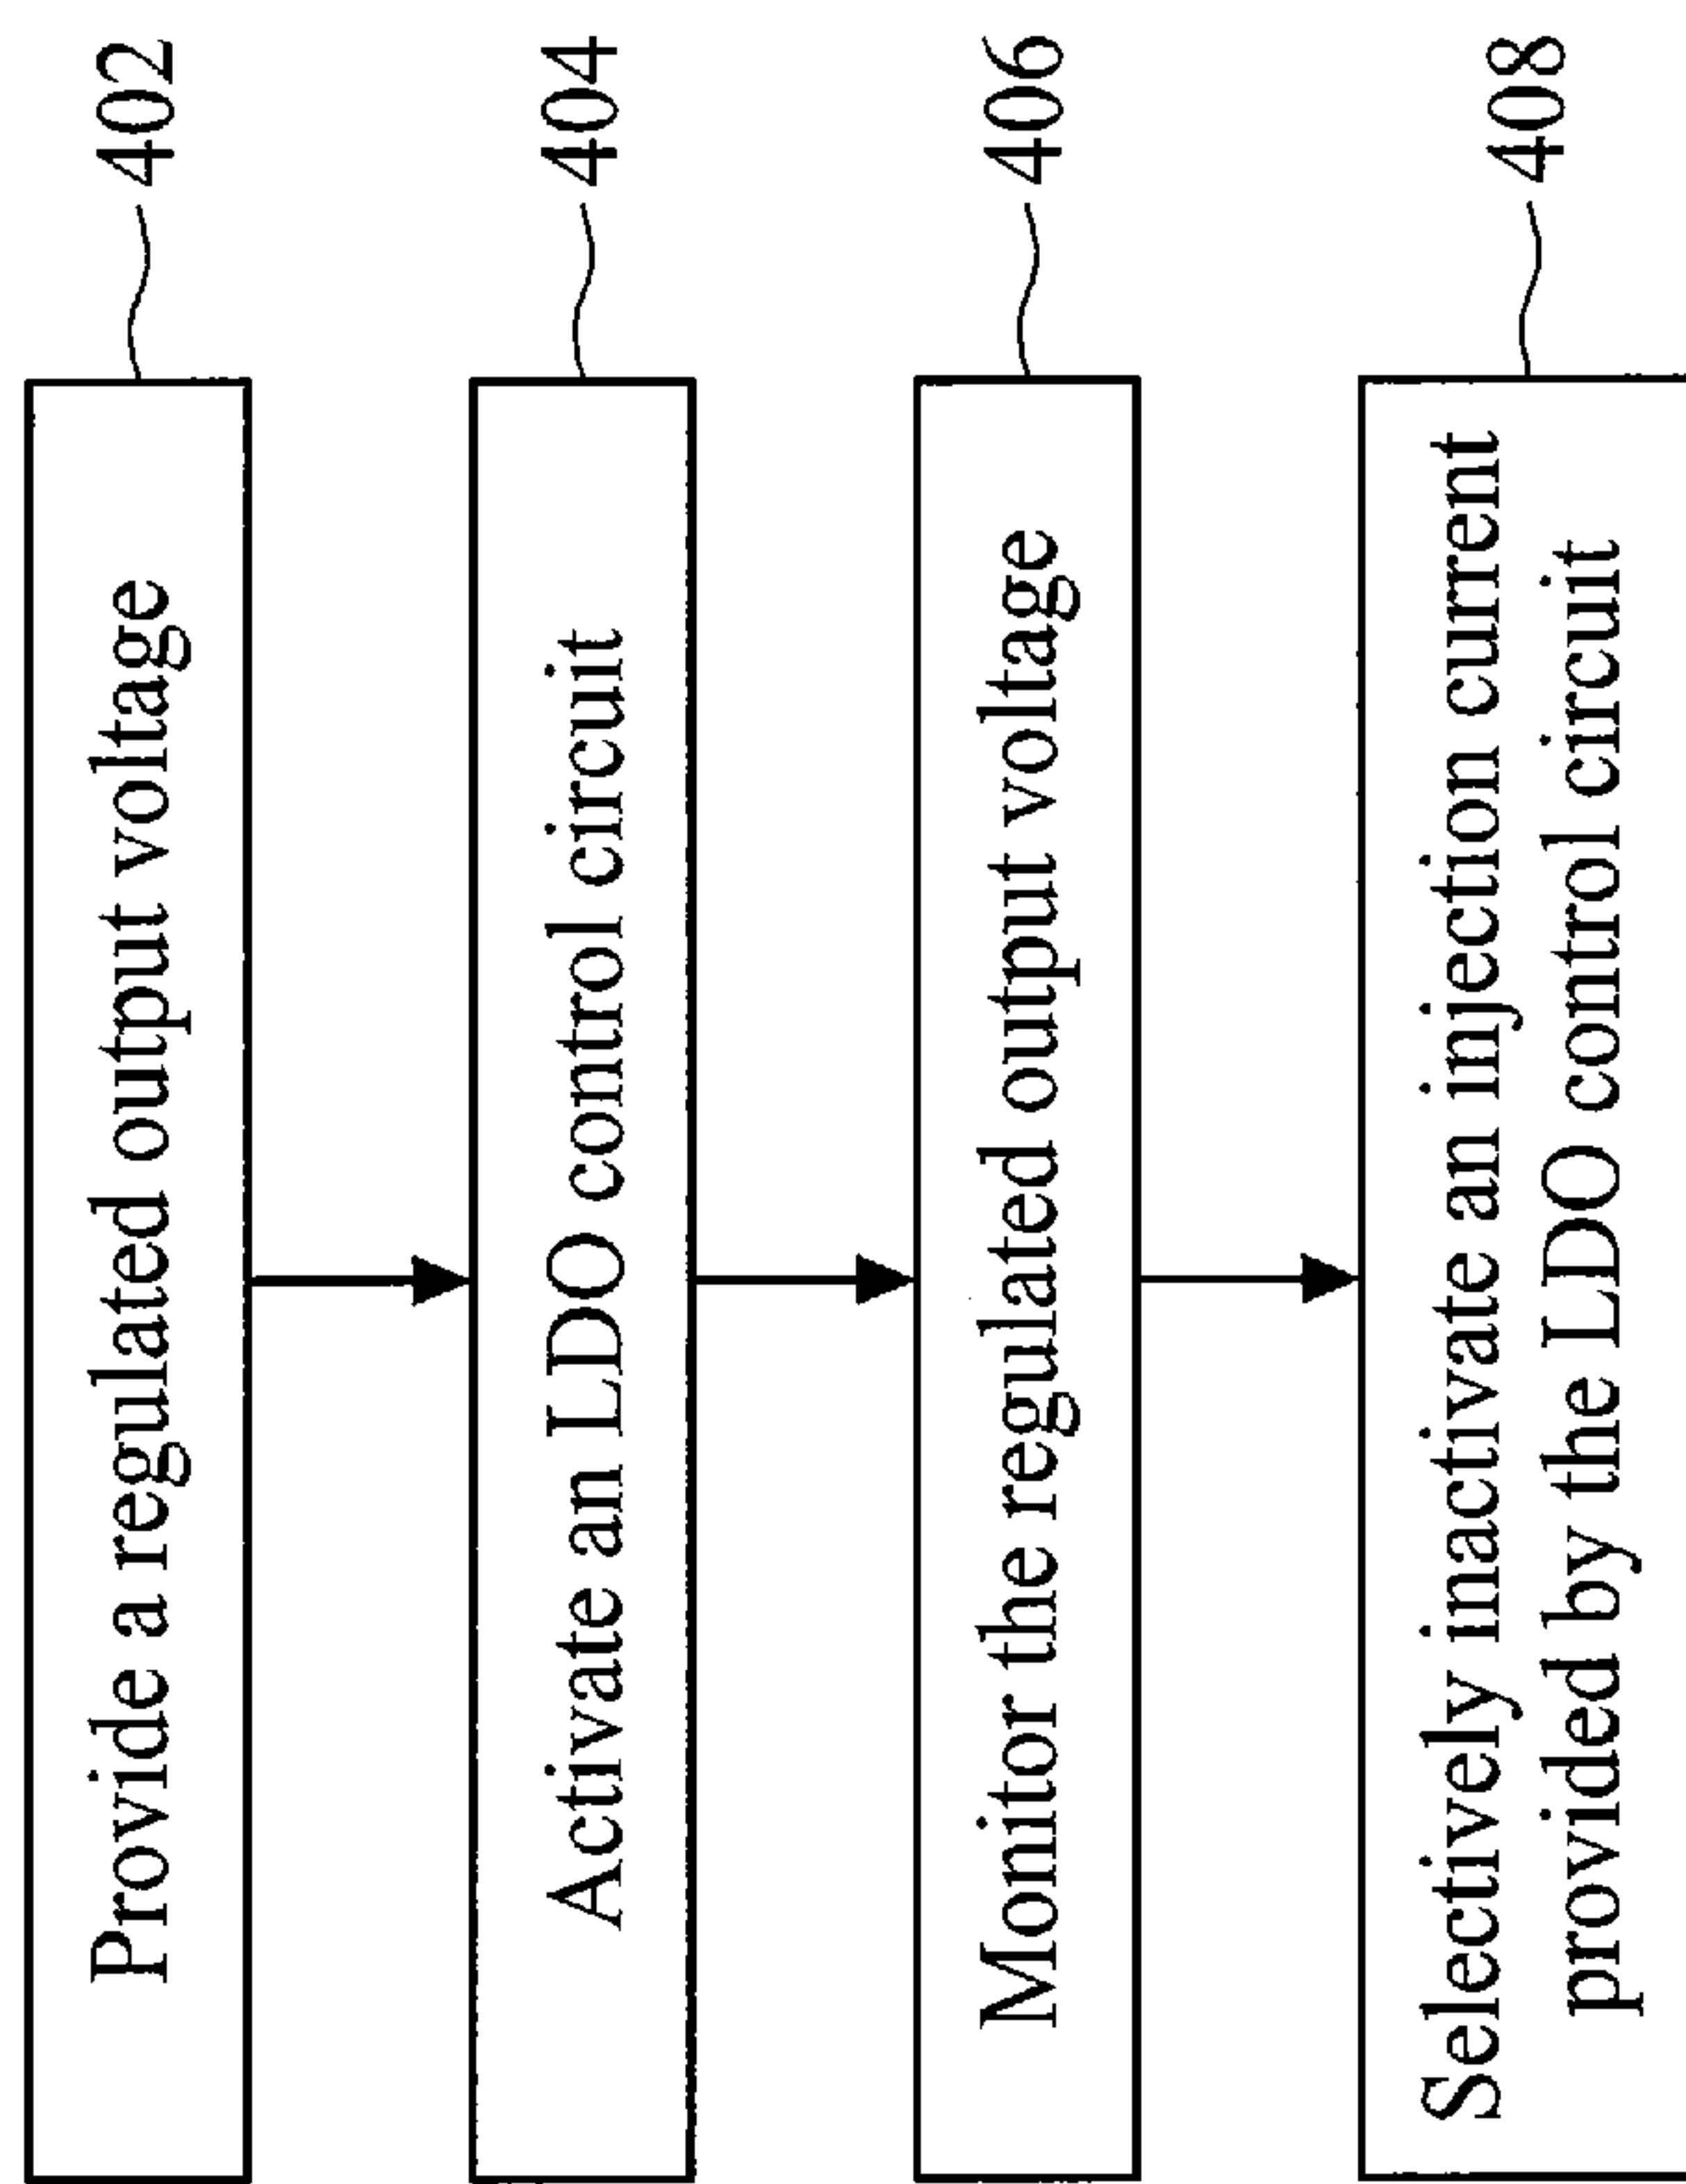 Provide a regulated output voltage
402
Activate an LDO control circuit
404
Monitor the regulated output voltage
406
Selectively inactivate an injection current
provided by the LDO control circuit
408